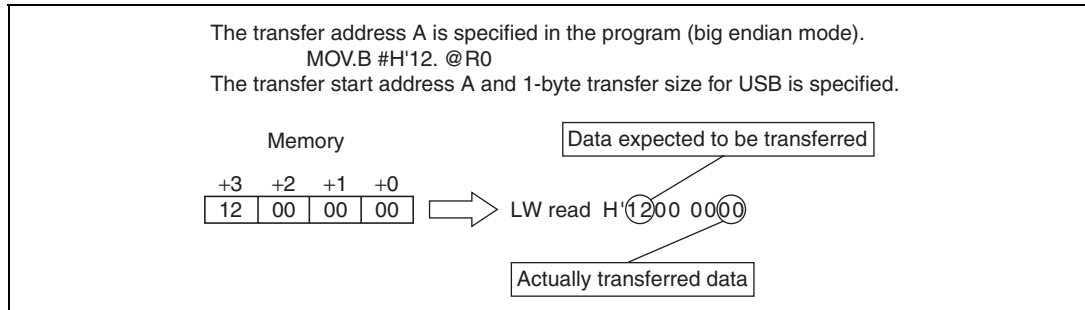 The transfer address A is specified in the program (big endian mode).
MOV.B #H'12. @R0
The transfer start address A and 1-byte transfer size for USB is specified.
Memory
Data expected to be transferred
+3 +2 +1 +0
12 00 00 00
LW read H'1200 0000
Actually transferred data